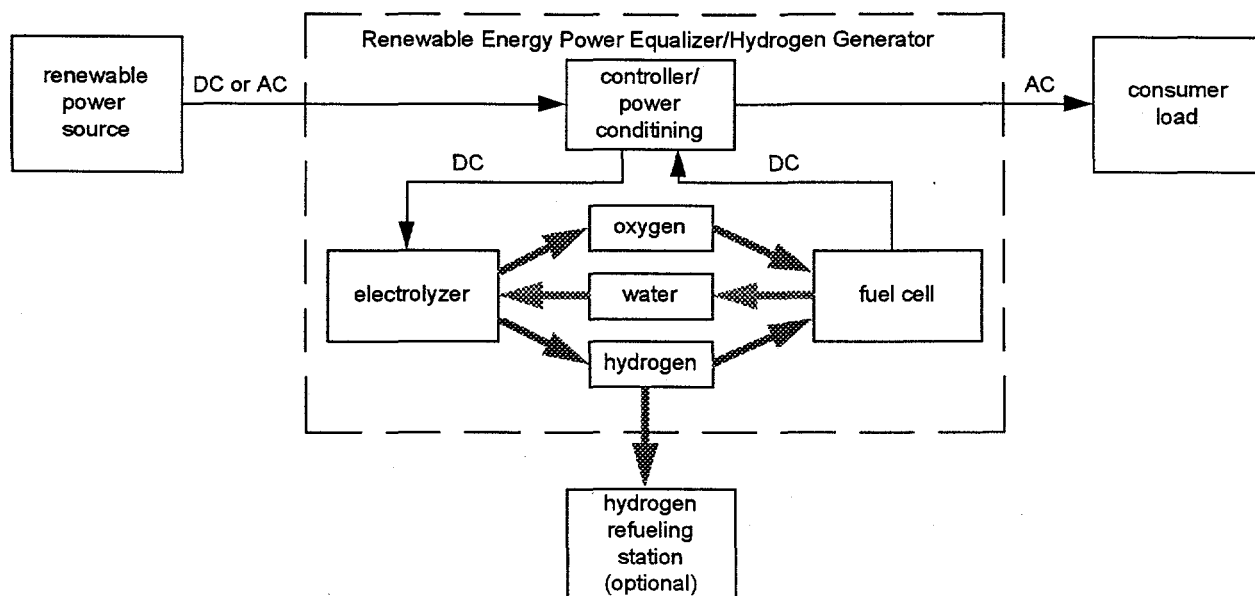 Renewable Energy Power Equalizer/Hydrogen Generator
renewable
power
source
DC or AC
controller/
power
conditining
AC
consumer
load
DC
DC
oxygen
electrolyzer
water
fuel cell
hydrogen
hydrogen
refueling
station
(optional)